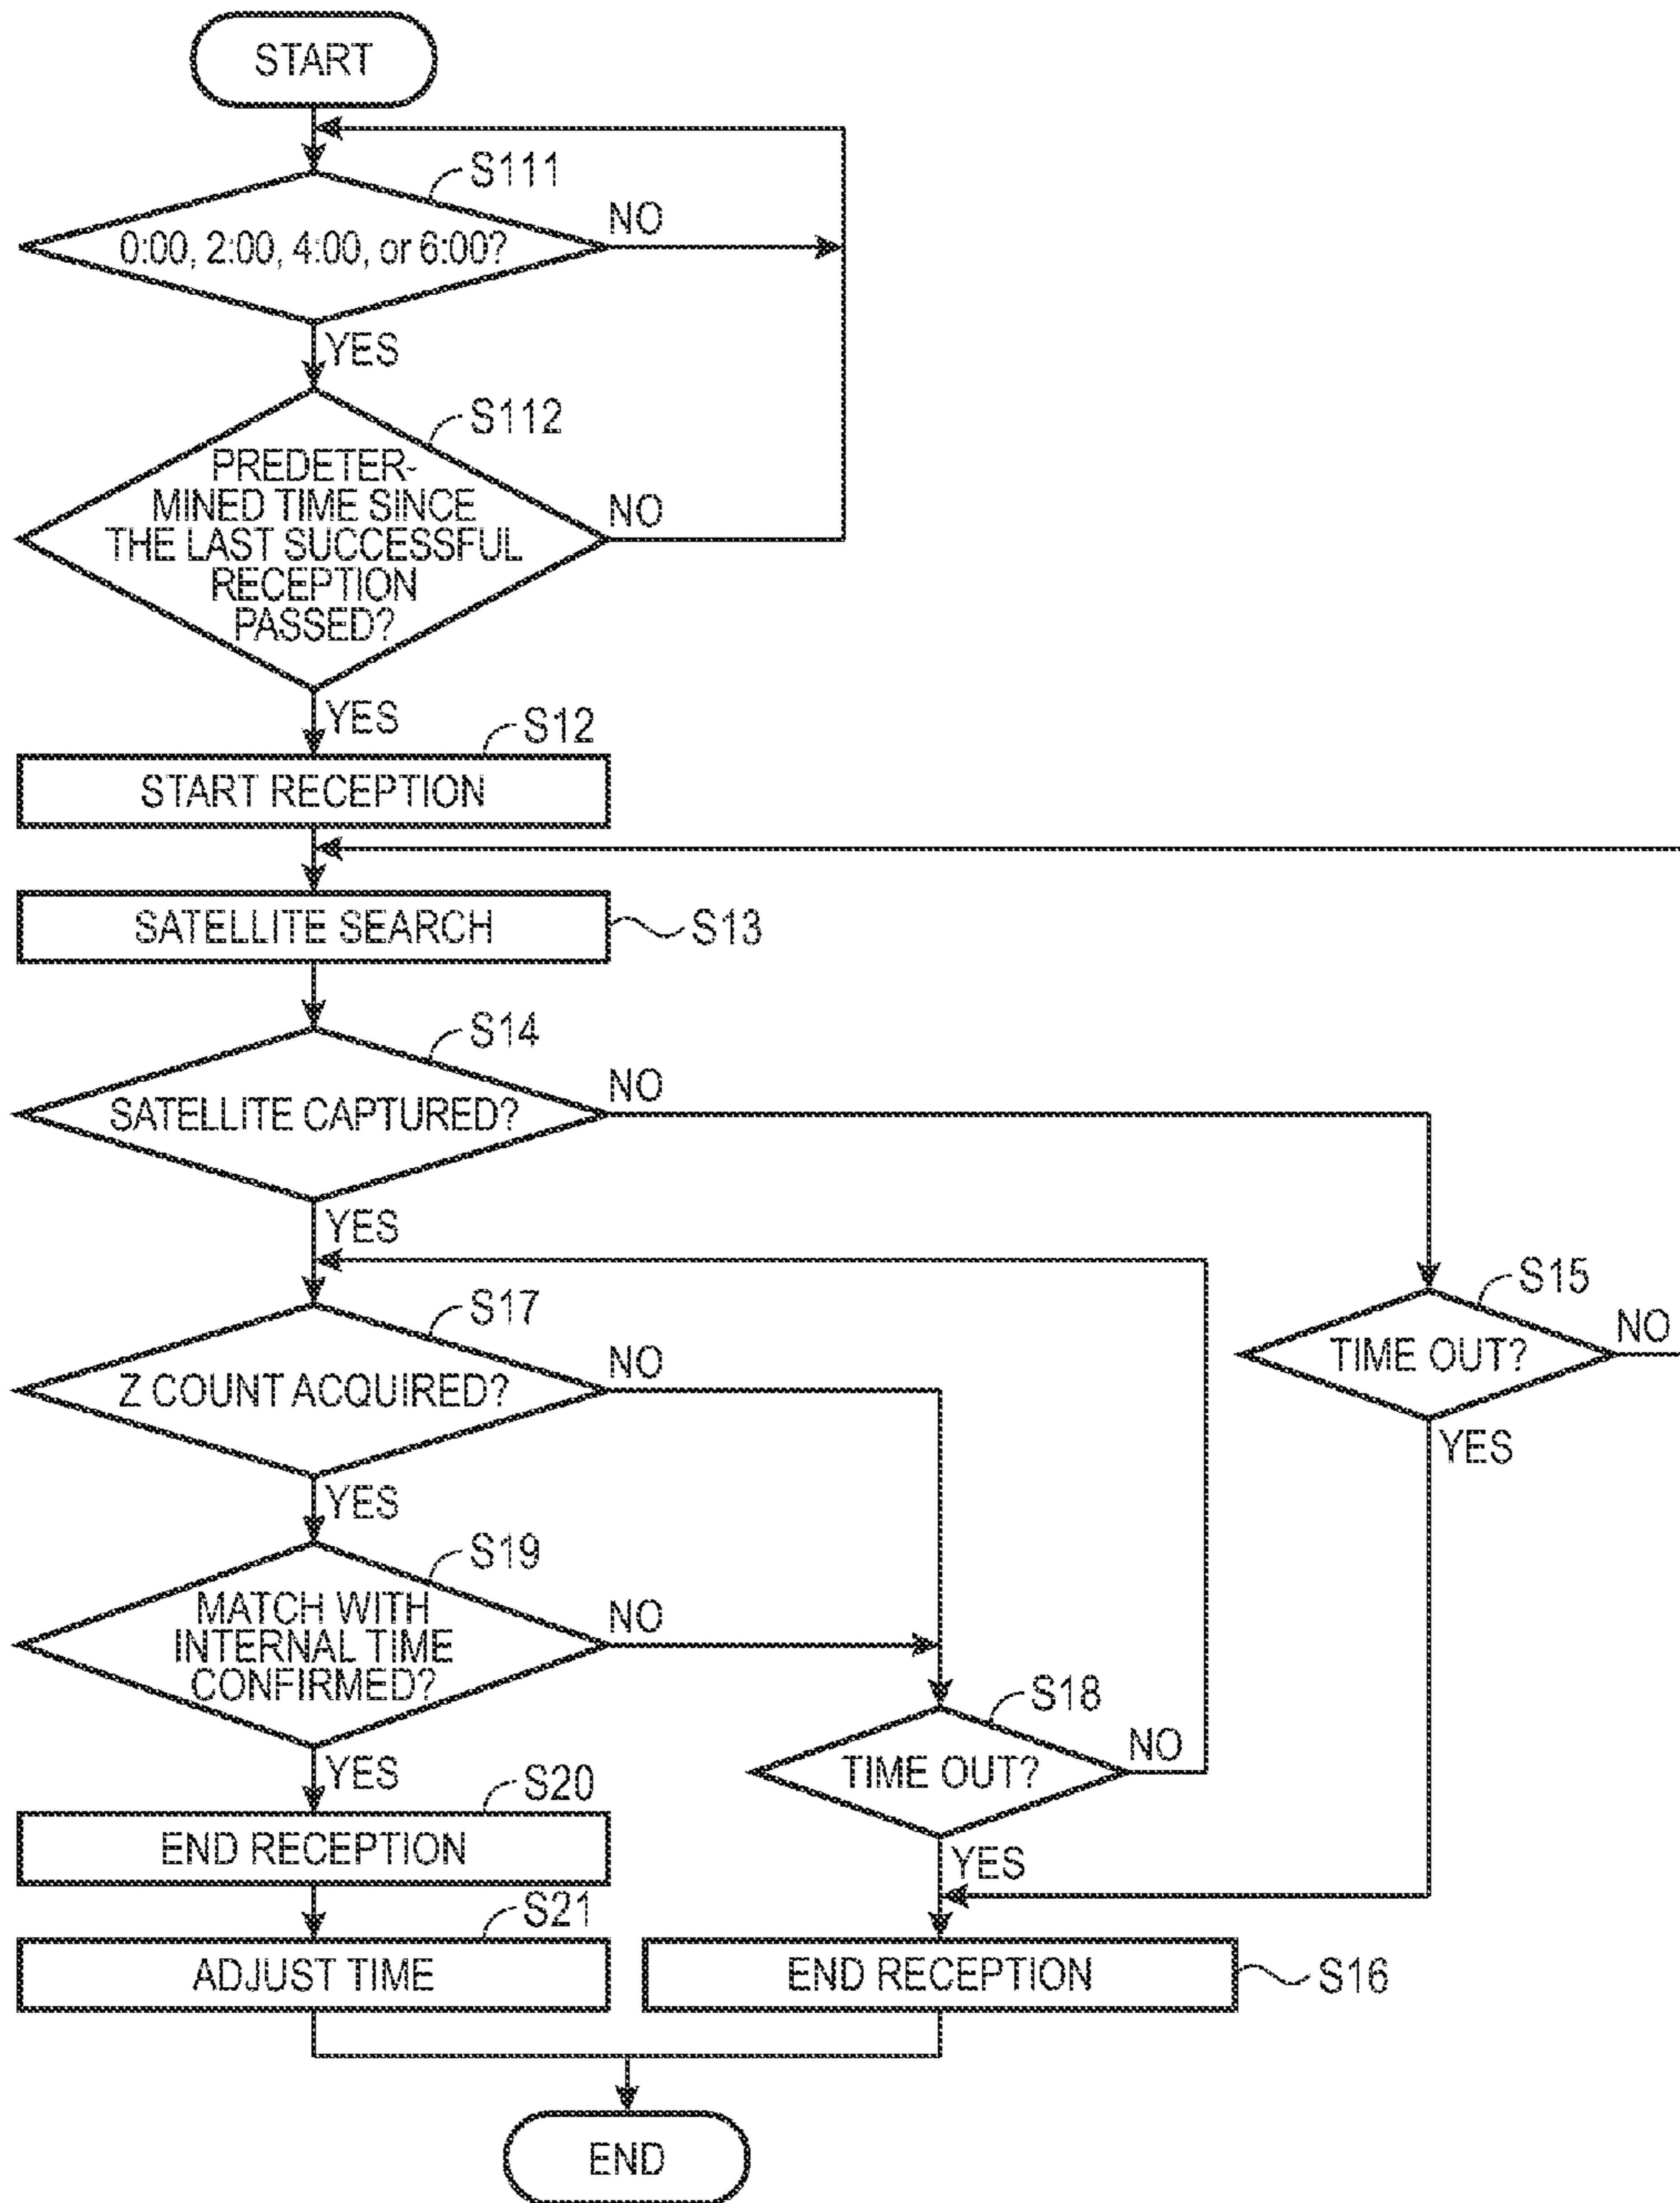 START
S111
0:00, 2:00, 4:00, or 6:00?
NO
YES
S112
PREDETER-
MINED TIME SINCE
THE LAST SUCCESSFUL
RECEPTION
PASSED?
NO
YES
S12
START RECEPTION
SATELLITE SEARCH
S13
S14
SATELLITE CAPTURED?
NO
YES
S15
TIME OUT?
NO
YES
S17
Z COUNT ACQUIRED?
NO
YES
S19
MATCH WITH
INTERNAL TIME
CONFIRMED?
NO
YES
S18
TIME OUT?
NO
YES
S20
END RECEPTION
S21
ADJUST TIME
END RECEPTION
S16
END